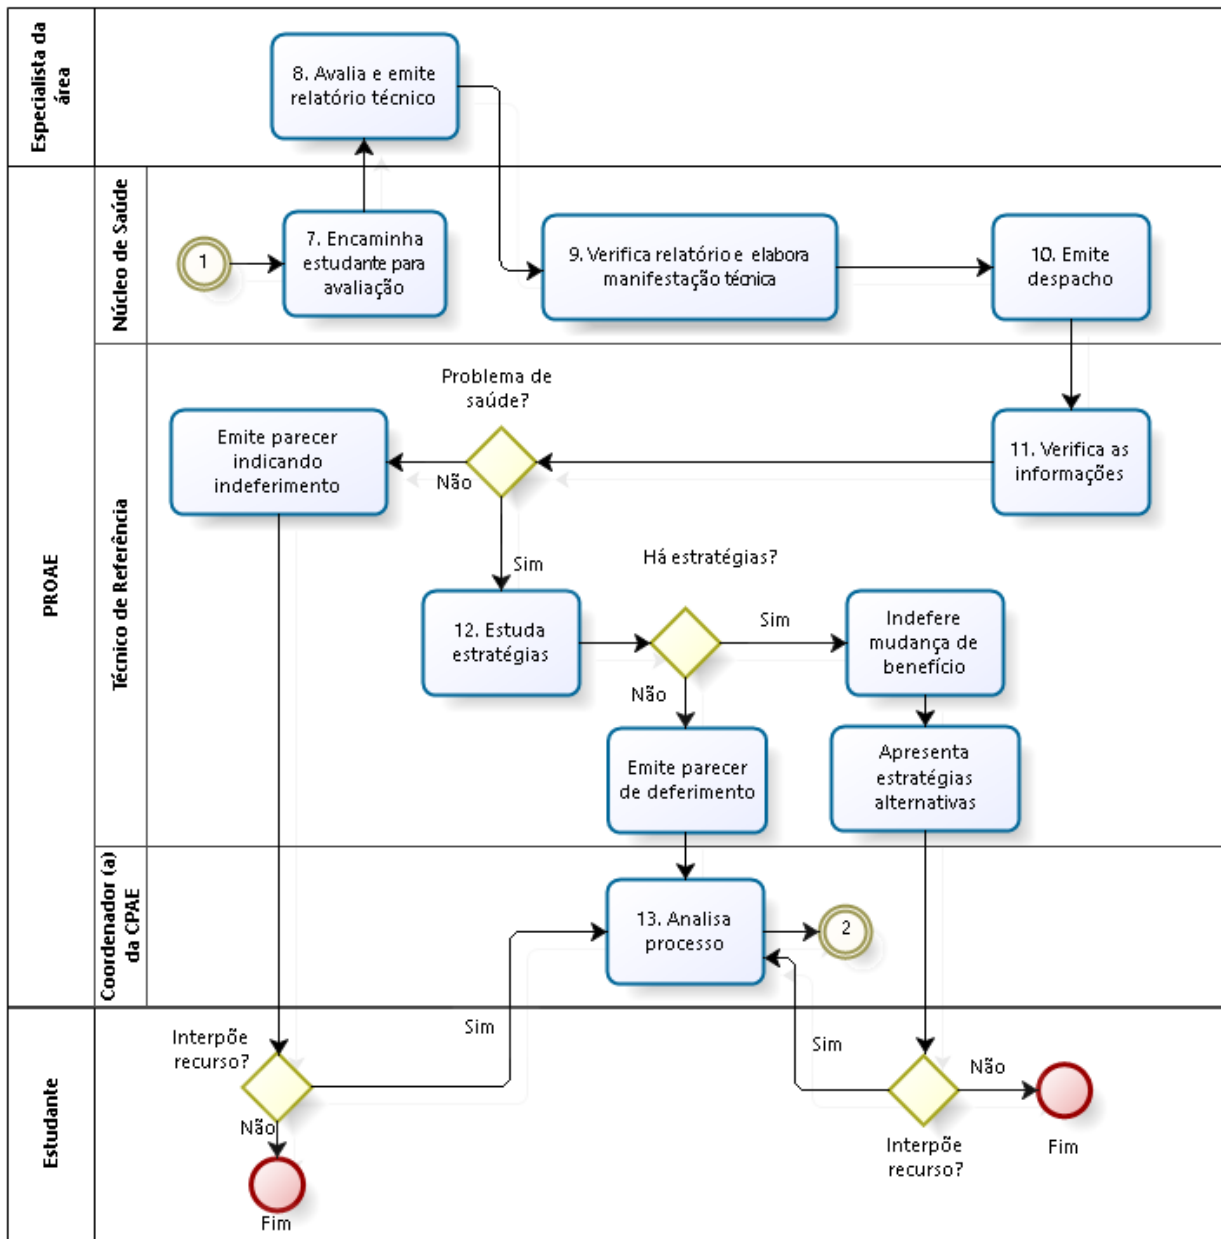 Especialista da
área
8. Avalia e emite
relatório técnico
PROAE
Núcleo de Saúde
1
7. Encaminha
estudante para
avaliação
9. Verifica relatório e elabora
manifestação técnica
10. Emite
despacho
Técnico de Referência
Problema de
saúde?
Emite parecer
indicando
indeferimento
Não
11. Verifica as
informações
Sim
Há estratégias?
12. Estuda
estratégias
Sim
Indefere
mudança de
benefício
Não
Emite parecer
de deferimento
Apresenta
estratégias
alternativas
Coordenador (a)
da CPAE
13. Analisa
processo
2
Estudante
Interpõe
recurso?
Sim
Não
Fim
Sim
Não
Interpõe
recurso?
Fim